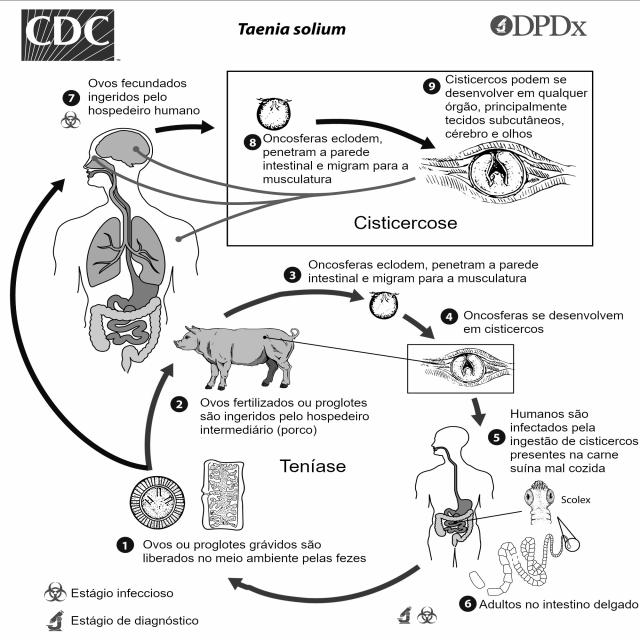 CDC
Taenia solium
DPDx
7 Ovos fecundados
ingeridos pelo
hospedeiro humano
8 Oncosferas eclodem,
penetram a parede
intestinal e migram para a
musculatura
9 Cisticercos podem se
desenvolver em qualquer
órgão, principalmente
tecidos subcutâneos,
cérebro e olhos
Cisticercose
3 Oncosferas eclodem, penetram a parede
intestinal e migram para a musculatura
4 Oncosferas se desenvolvem
em cisticercos
2 Ovos fertilizados ou proglotes
são ingeridos pelo hospedeiro
intermediário (porco)
5 Humanos são
infectados pela
ingestão de cisticercos
presentes na carne
suína mal cozida
Teníase
Scolex
1 Ovos ou proglotes grávidos são
liberados no meio ambiente pelas fezes
6 Adultos no intestino delgado
Estágio infeccioso
Estágio de diagnóstico